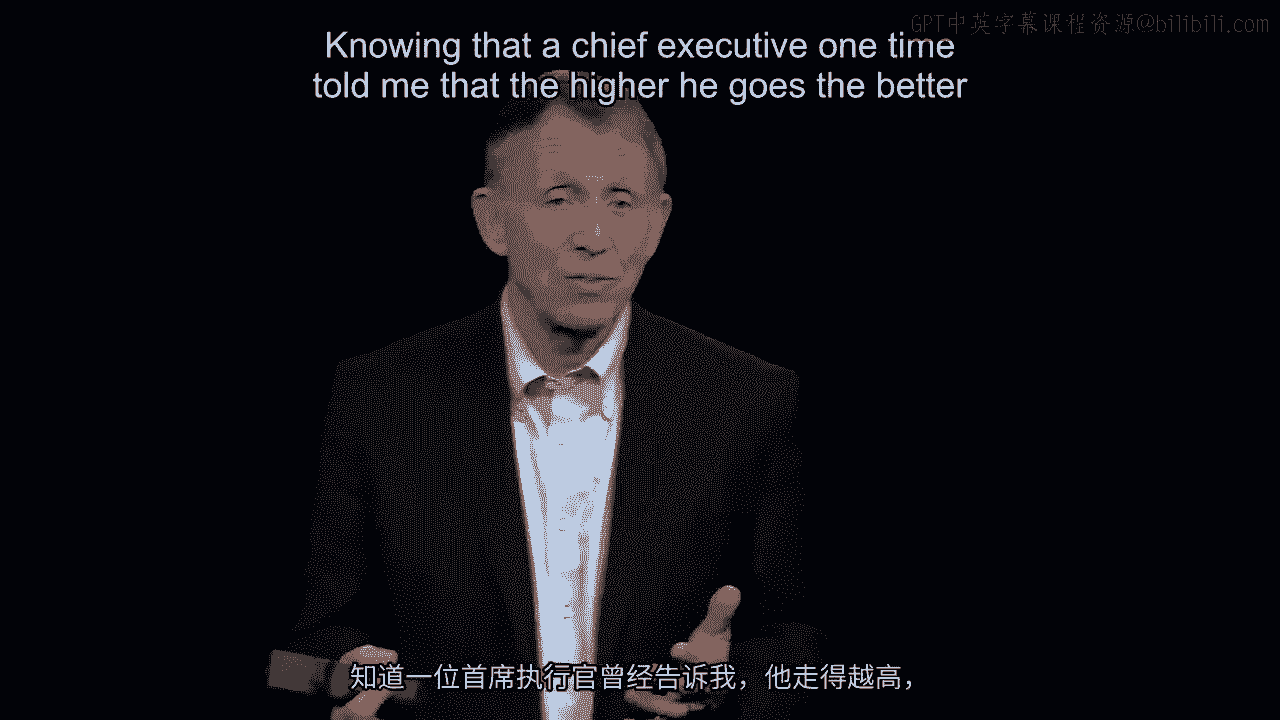 GPT中英字幕课程资源@bilibili.com
Knowing that a chief executive one time
told me that the higher he goes the better
知道一位首席执行官曾经告诉我，他走得越高，